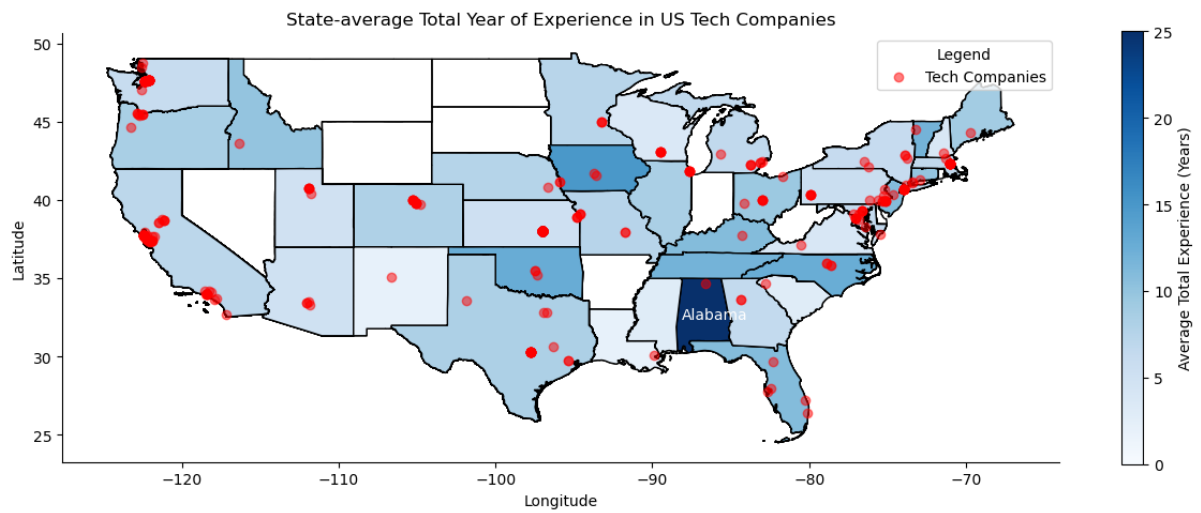 State-average Total Year of Experience in US Tech Companies
Legend
Tech Companies
50
45
40
35
30
25
Latitude
Alabama
−120
−110
−100
−90
−80
−70
Longitude
25
20
15
10
5
0
Average Total Experience (Years)